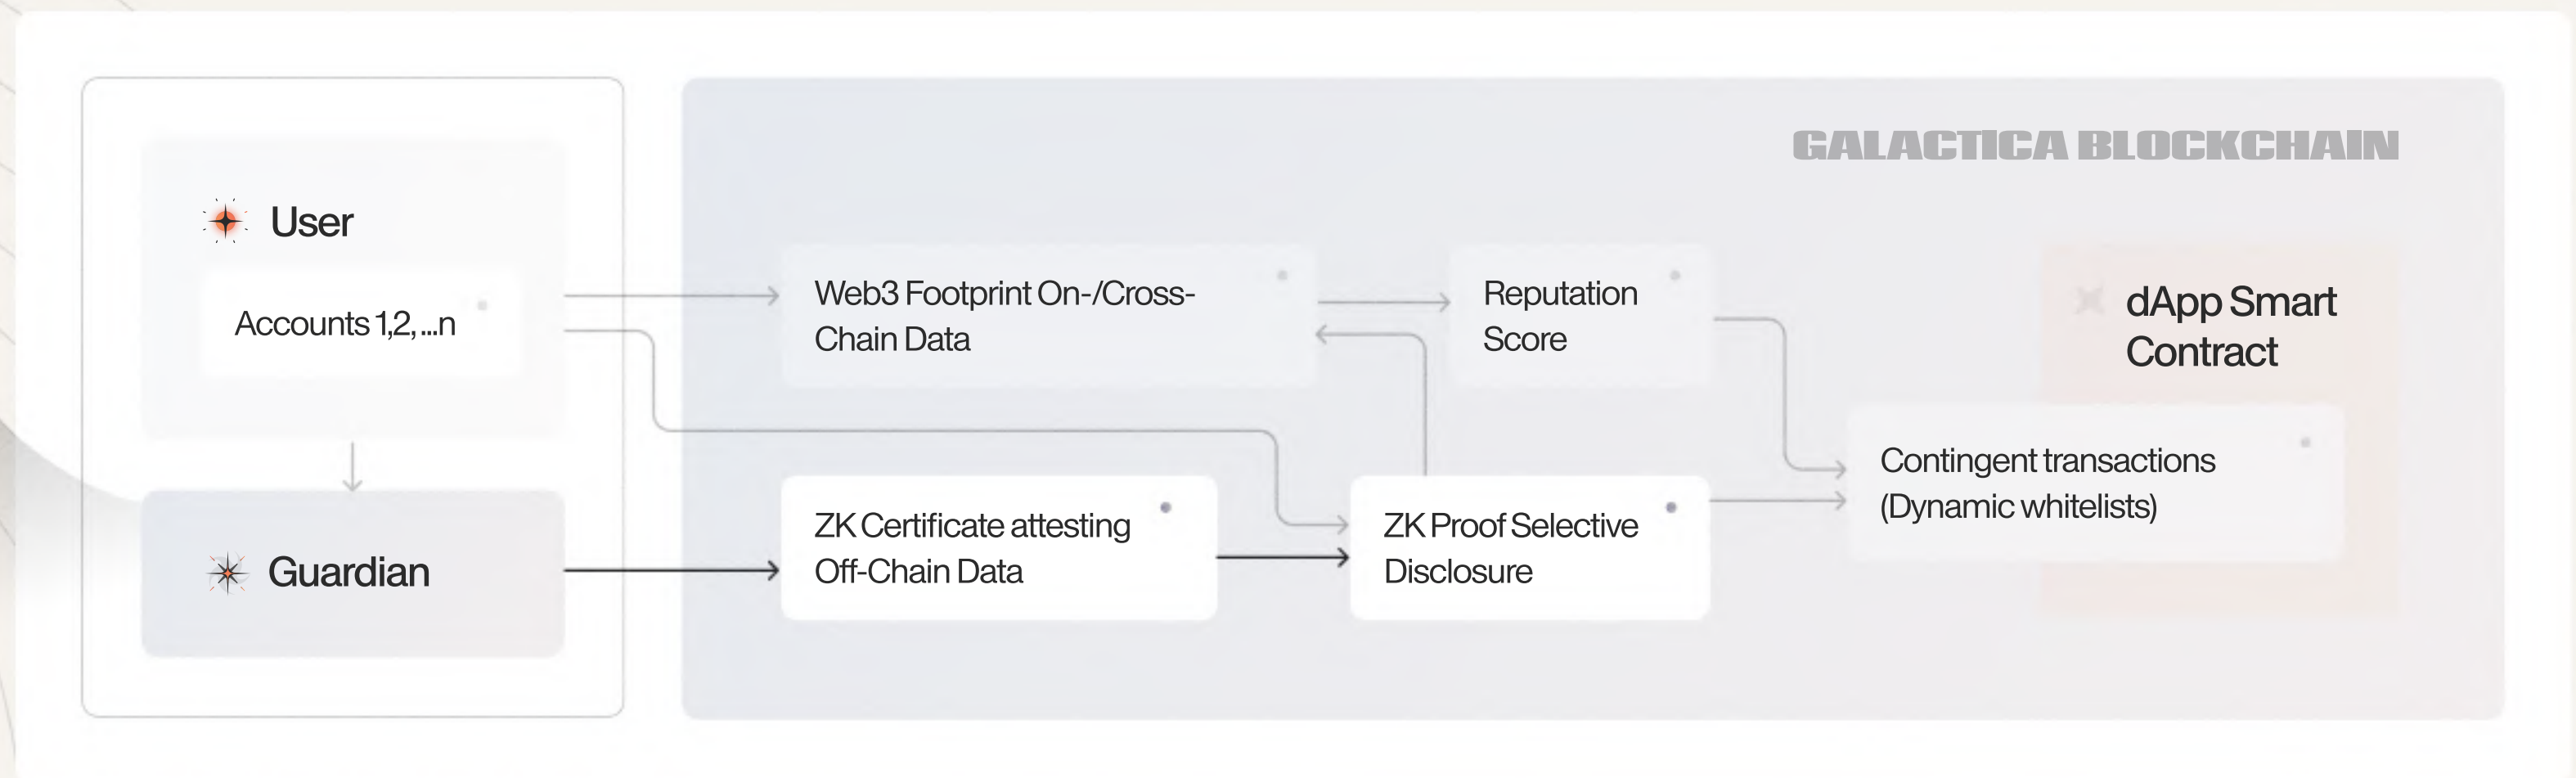 GALACTICA BLOCKCHAIN
User
Accounts 1,2, ...n
Guardian
Web3 Footprint On-/Cross-
Chain Data
Reputation
Score
dApp Smart
Contract
ZK Certificate attesting
Off-Chain Data
ZK Proof Selective
Disclosure
Contingent transactions
(Dynamic whitelists)